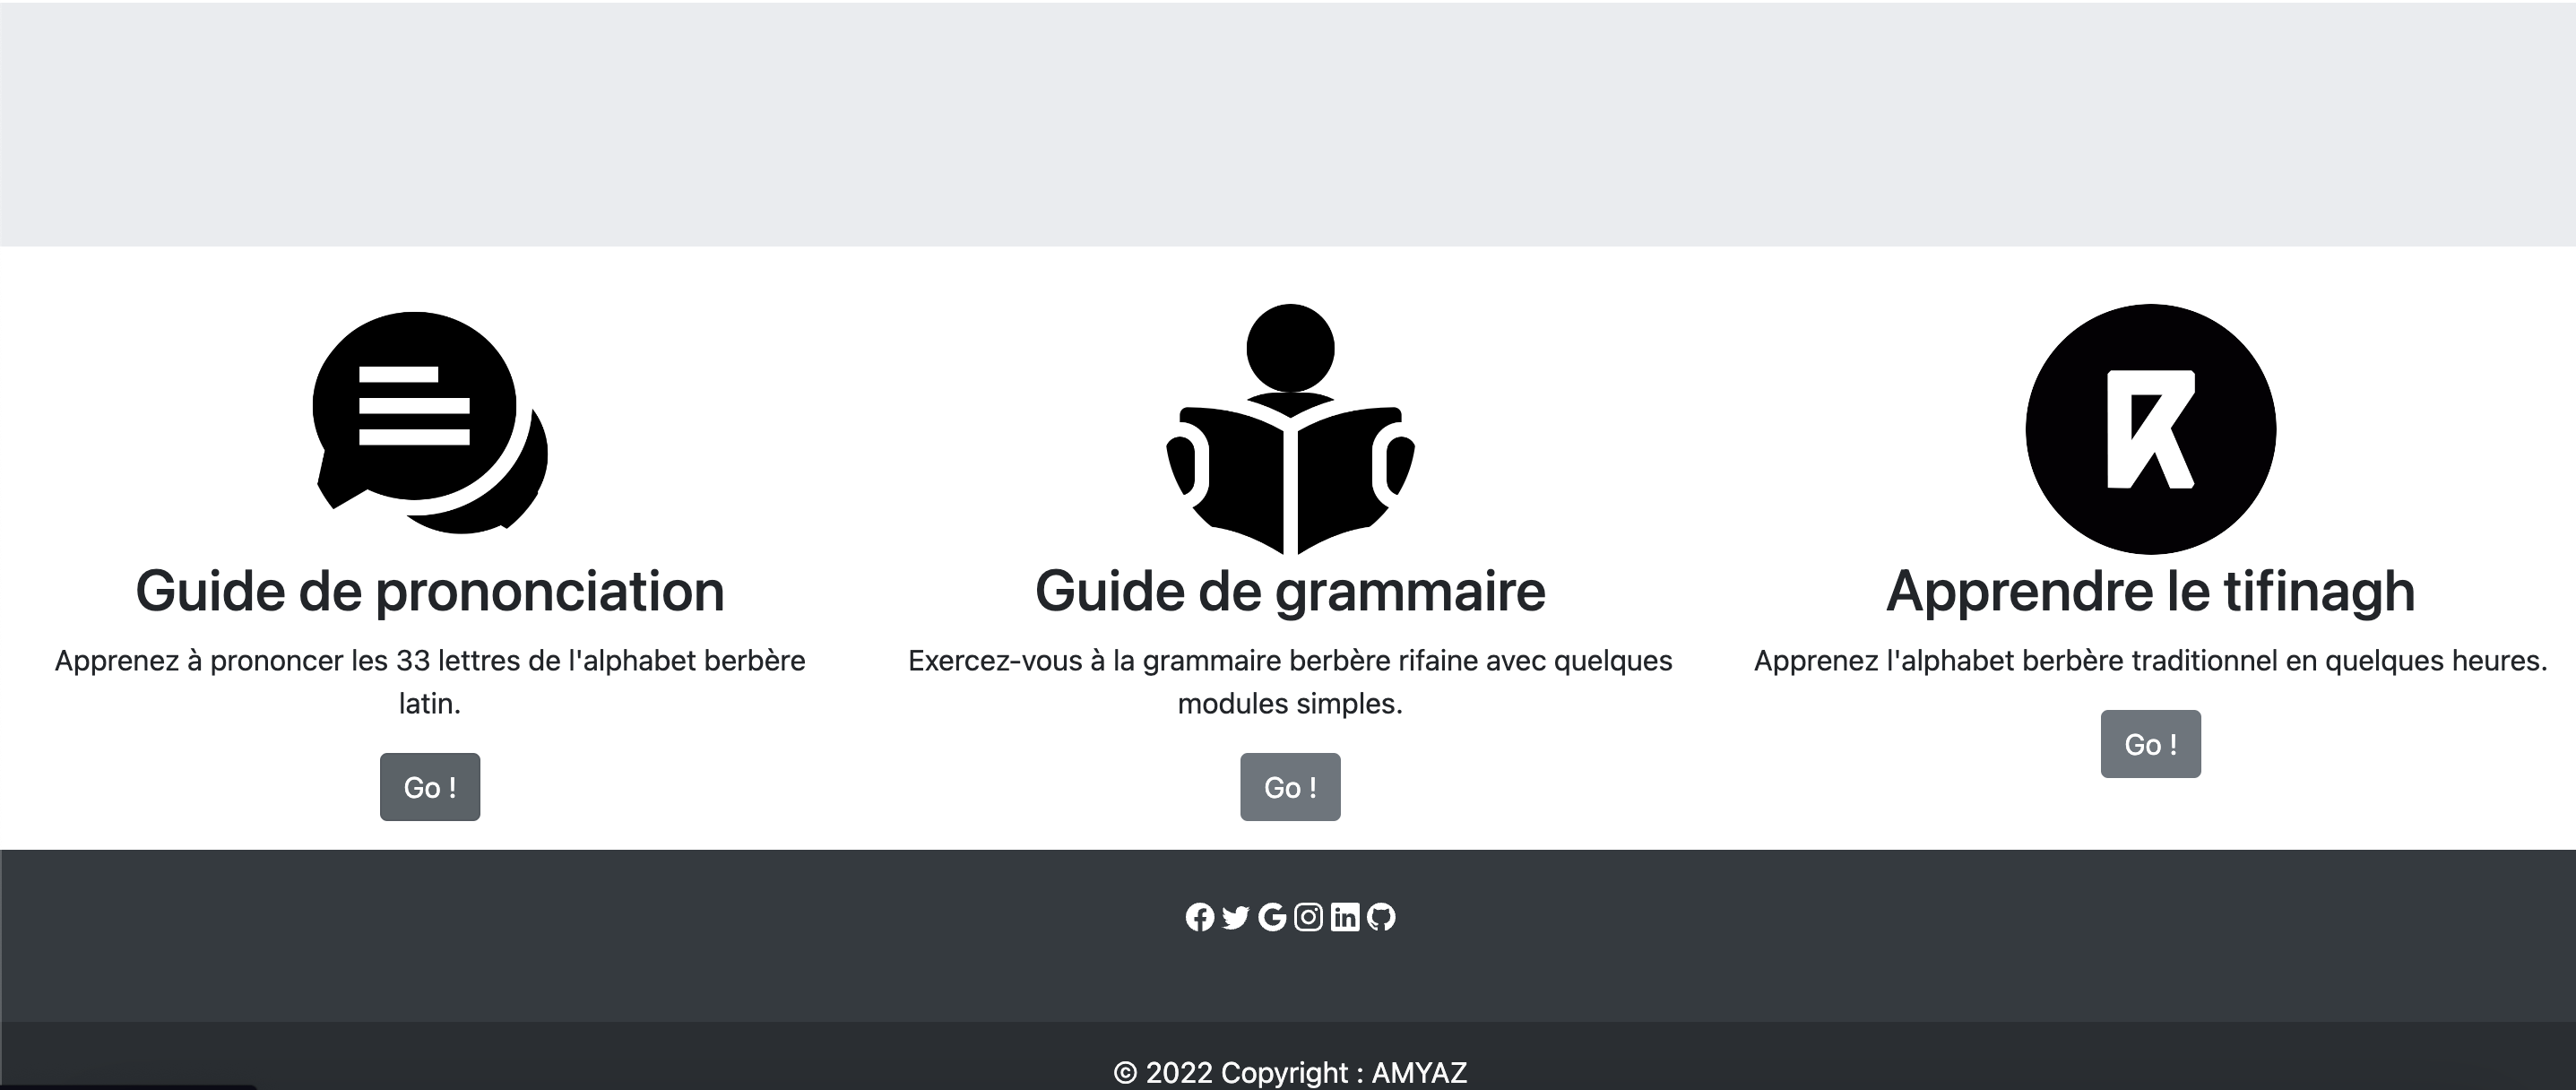 Guide de prononciation
Apprenez à prononcer les 33 lettres de l'alphabet berbère
latin.
Go !
Guide de grammaire
Exercez-vous à la grammaire berbère rifaine avec quelques
modules simples.
Go !
Apprendre le tifinagh
Apprenez l'alphabet berbère traditionnel en quelques heures.
Go !
© 2022 Copyright : AMYAZ